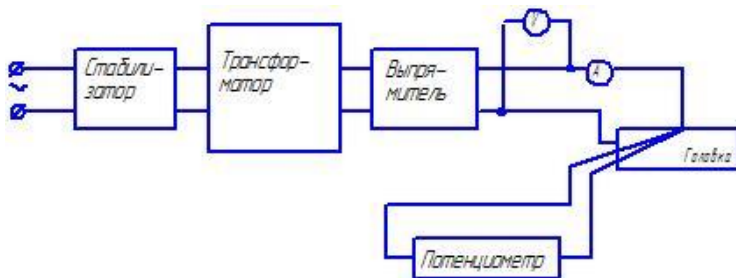 Стабили-
затор
Трансфор-
матор
Выпря-
митель
V
A
Головка
Потенциометр